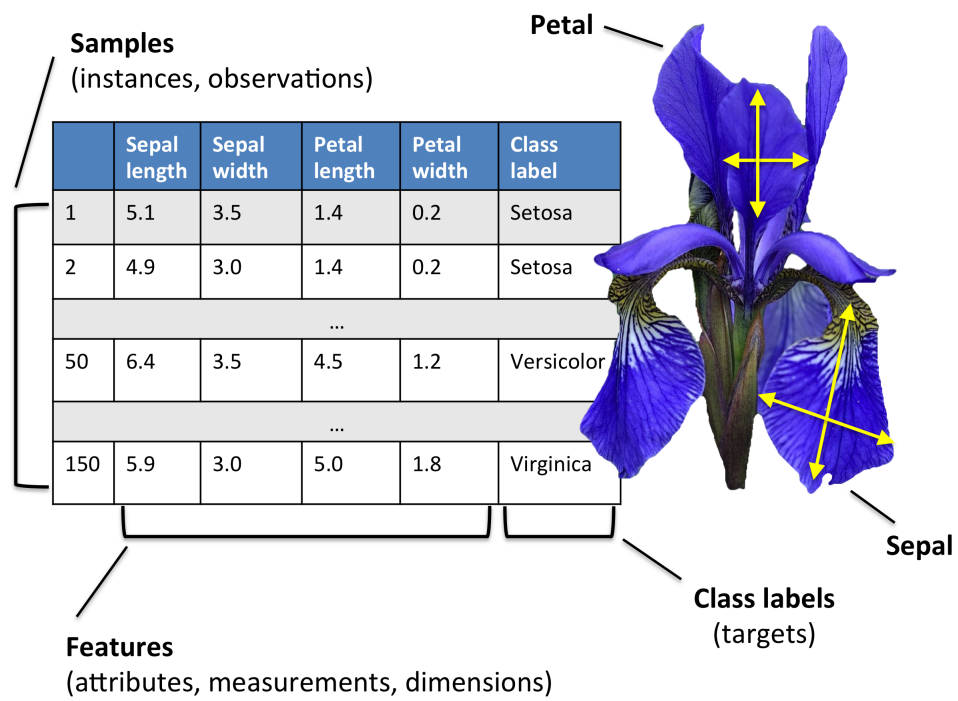 Samples
(instances, observations)
Petal
Sepal length Sepal width Petal length Petal width Class label
1 5.1 3.5 1.4 0.2 Setosa
2 4.9 3.0 1.4 0.2 Setosa
...
50 6.4 3.5 4.5 1.2 Versicolor
...
150 5.9 3.0 5.0 1.8 Virginica
Sepal
Class labels
(targets)
Features
(attributes, measurements, dimensions)